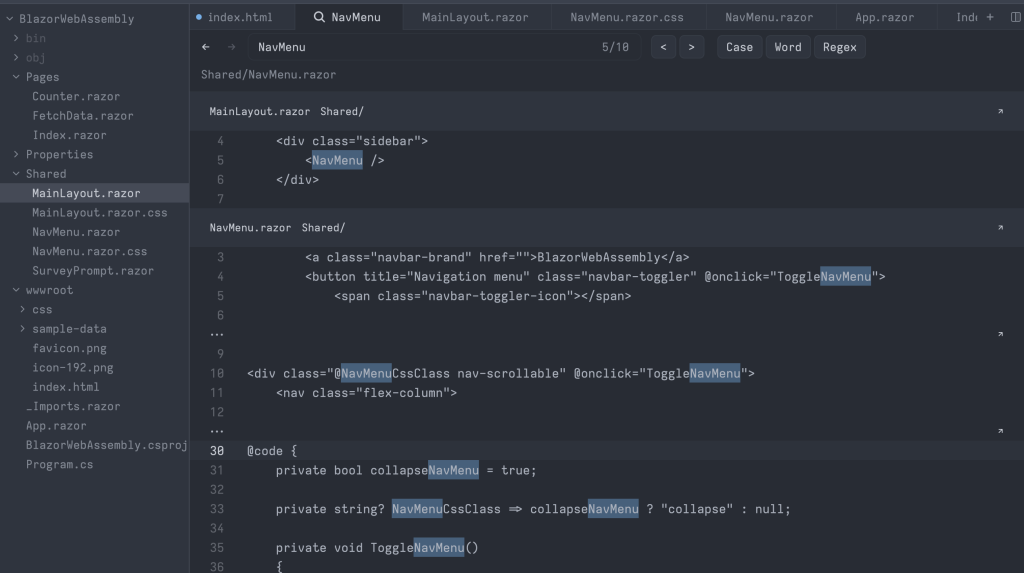 BlazorWebAssembly
bin
obj
Pages
Counter.razor
FetchData.razor
Index.razor
Properties
Shared
MainLayout.razor
MainLayout.razor.css
NavMenu.razor
NavMenu.razor.css
SurveyPrompt.razor
wwwroot
css
sample-data
favicon.png
icon-192.png
index.html
_Imports.razor
App.razor
BlazorWebAssembly.csproj
Program.cs
index.html NavMenu MainLayout.razor NavMenu.razor.css NavMenu.razor App.razor Inde +
← → NavMenu 5/10 < > Case Word Regex
Shared/NavMenu.razor
MainLayout.razor Shared/
4 <div class="sidebar">
5 <NavMenu />
6 </div>
7
NavMenu.razor Shared/
3 <a class="navbar-brand" href="">BlazorWebAssembly</a>
4 <button title="Navigation menu" class="navbar-toggler" @onclick="ToggleNavMenu">
5 <span class="navbar-toggler-icon"></span>
6
...
9
10 <div class="@NavMenuCssClass nav-scrollable" @onclick="ToggleNavMenu">
11 <nav class="flex-column">
12
...
30 @code {
31 private bool collapseNavMenu = true;
32
33 private string? NavMenuCssClass => collapseNavMenu ? "collapse" : null;
34
35 private void ToggleNavMenu()
36 {